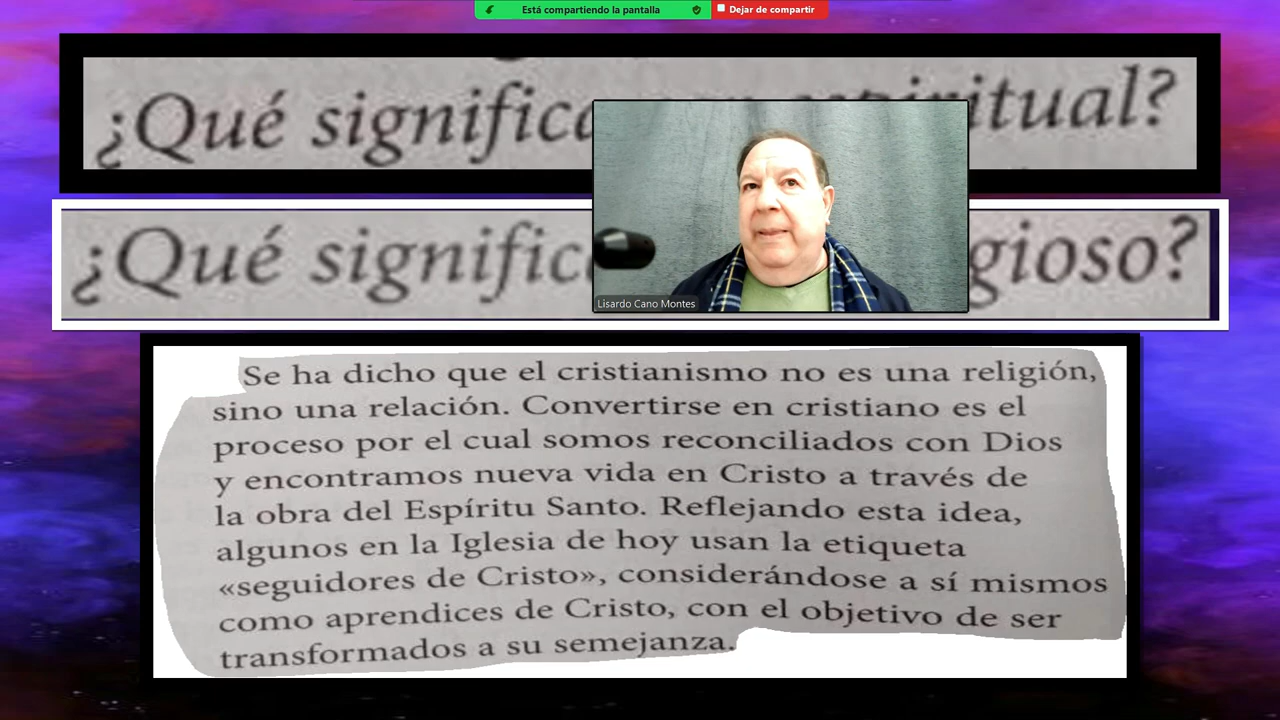 Está compartiendo la pantalla
Dejar de compartir
¿Qué significa espiritual?
¿Qué signific gioso?
Lisardo Cano Montes
Se ha dicho que el cristianismo no es una religión,
sino una relación. Convertirse en cristiano es el
proceso por el cual somos reconciliados con Dios
y encontramos nueva vida en Cristo a través de
la obra del Espíritu Santo. Reflejando esta idea,
algunos en la Iglesia de hoy usan la etiqueta
«seguidores de Cristo», considerándose a sí mismos
como aprendices de Cristo, con el objetivo de ser
transformados a su semejanza.